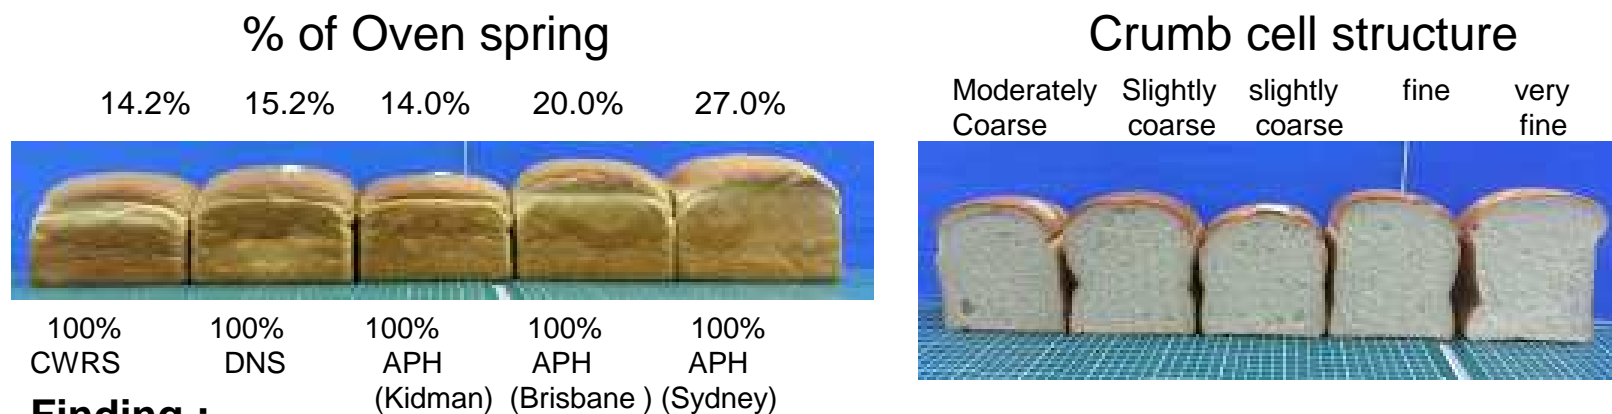 % of Oven spring
14.2% 15.2% 14.0% 20.0% 27.0%
100% 100% 100% 100% 100%
CWRS DNS APH APH APH
(Kidman) (Brisbane ) (Sydney)
Finding :
Crumb cell structure
Moderately Slightly slightly fine very
Coarse coarse coarse fine